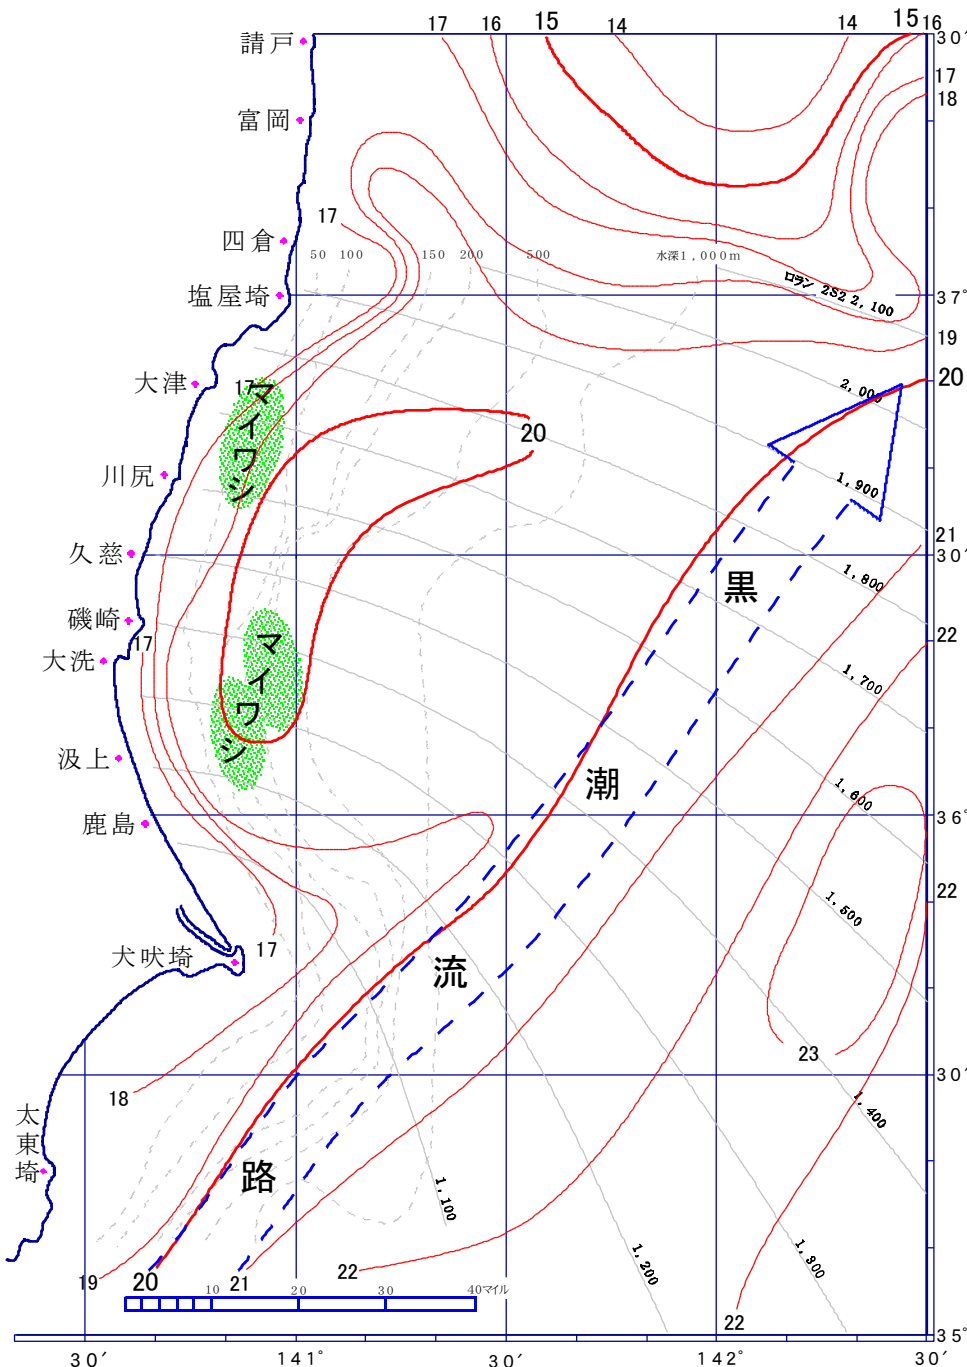 17 16 15 14 14 15 16
請戸 30′
17
18
富岡
17
四倉
50 100 150 200 500 水深1,000m
ロラン 2S2 2,100
塩屋埼 37°
19
大津 17 2,000 20
マイワシ
20
川尻 1,900
21
久慈 30′
1,800
黒
磯崎 22
17
大洗 マイワシ
1,700
汲上 潮
1,600
鹿島 36°
22
1,500
17
犬吠埼 流
23
30′
18 1,400
太東埼
路
1,100
1,200 1,300
19 20 21 22
10 20 30 40マイル
22
35°
30′ 141° 30′ 142° 30′